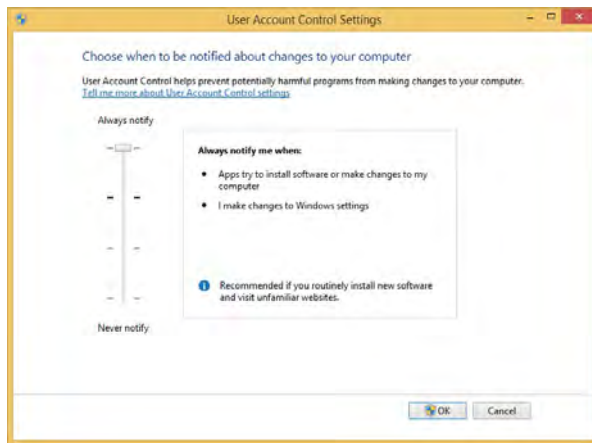 User Account Control Settings
Choose when to be notified about changes to your computer
User Account Control helps prevent potentially harmful programs from making changes to your computer.
Tell me more about User Account Control settings
Always notify
Always notify me when:
• Apps try to install software or make changes to my
computer
• I make changes to Windows settings
Recommended if you routinely install new software
and visit unfamiliar websites.
Never notify
OK
Cancel